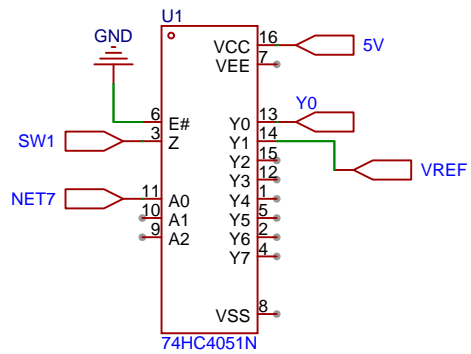 U1
GND
16
VCC
5V
7
VEE
6
E#
3
Z
SW1
13
Y0
Y0
14
Y1
VREF
15
Y2
12
Y3
NET7
11
A0
1
Y4
10
A1
5
Y5
9
A2
2
Y6
4
Y7
8
VSS
74HC4051N